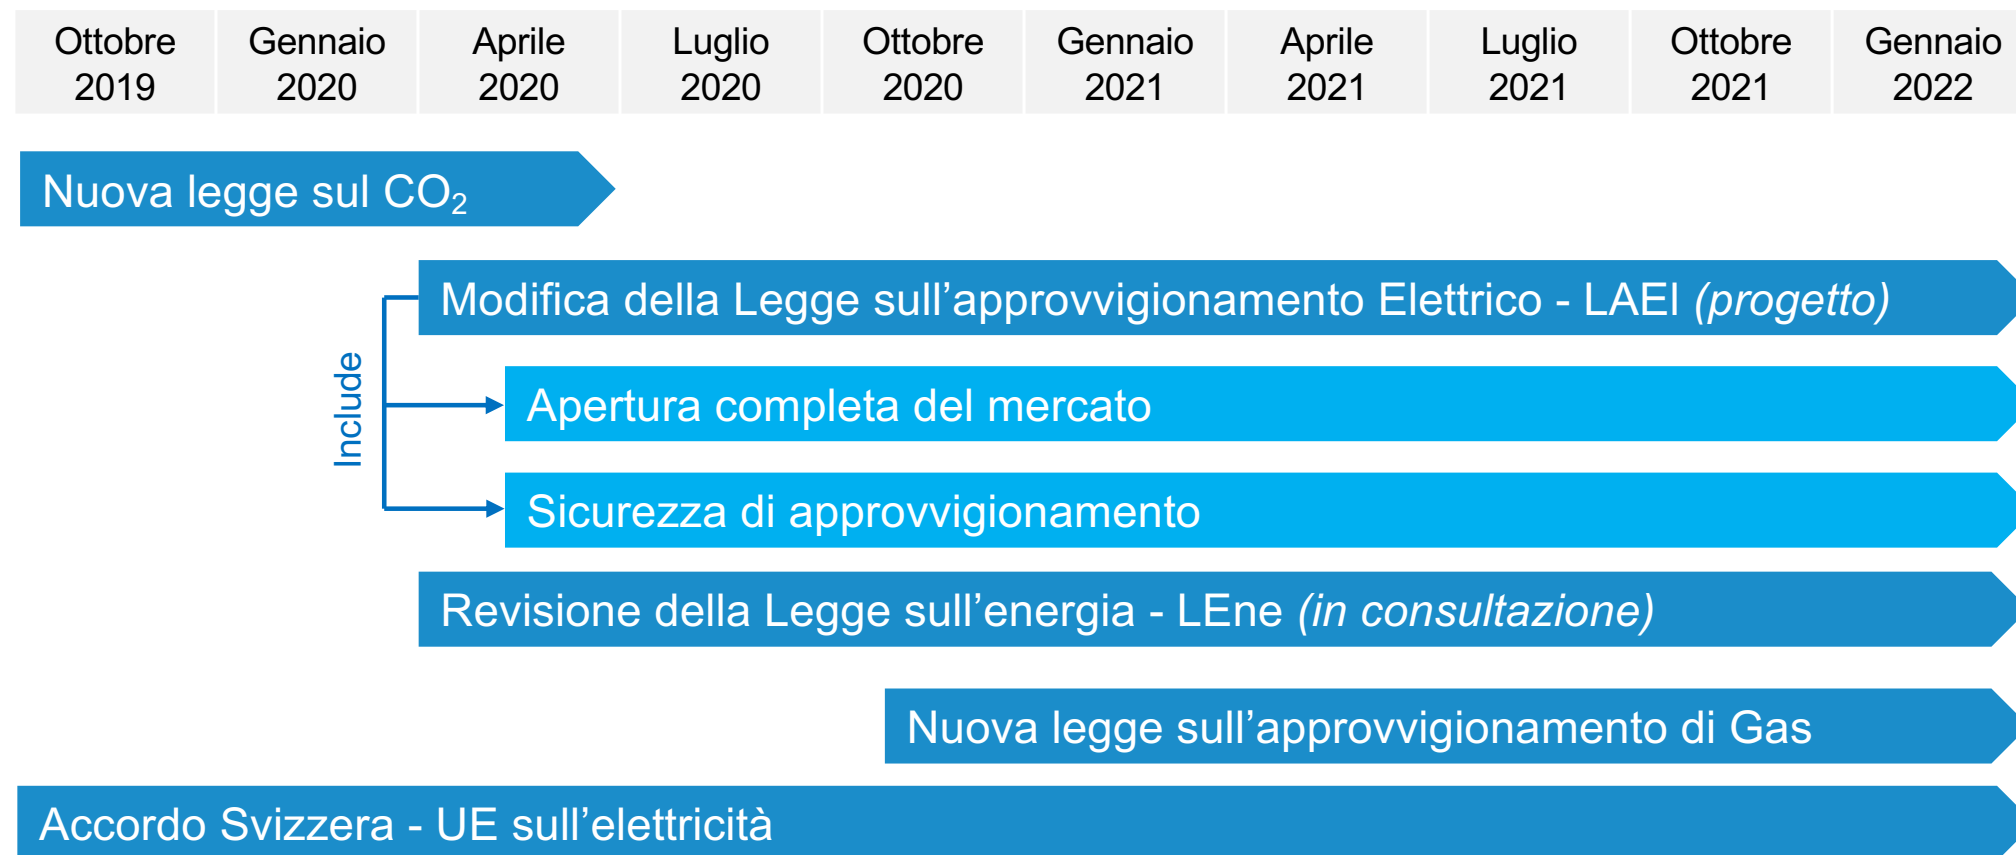 Ottobre 2019
Gennaio 2020
Aprile 2020
Luglio 2020
Ottobre 2020
Gennaio 2021
Aprile 2021
Luglio 2021
Ottobre 2021
Gennaio 2022
Nuova legge sul CO₂
Modifica della Legge sull’approvvigionamento Elettrico - LAEl (progetto)
Include
Apertura completa del mercato
Sicurezza di approvvigionamento
Revisione della Legge sull’energia - LEne (in consultazione)
Nuova legge sull’approvvigionamento di Gas
Accordo Svizzera - UE sull’elettricità